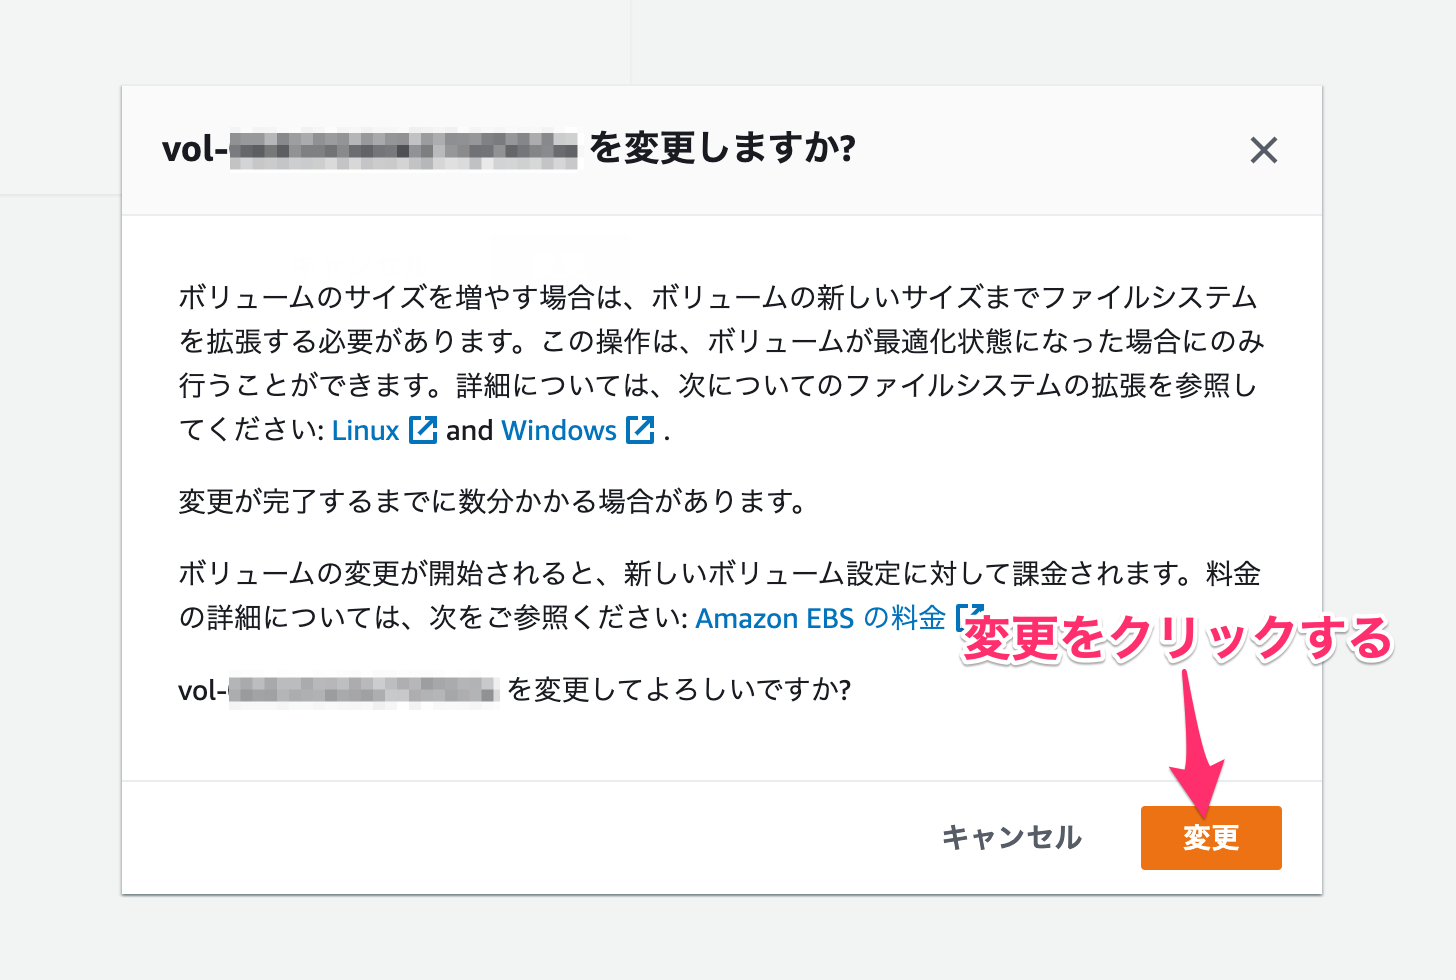 vol- を変更しますか?
ボリュームのサイズを増やす場合は、ボリュームの新しいサイズまでファイルシステム
を拡張する必要があります。この操作は、ボリュームが最適化状態になった場合にのみ
行うことができます。詳細については、次についてのファイルシステムの拡張を参照し
てください: Linux and Windows .
変更が完了するまでに数分かかる場合があります。
ボリュームの変更が開始されると、新しいボリューム設定に対して課金されます。料金
の詳細については、次をご参照ください: Amazon EBS の料金
変更をクリックする
vol- を変更してよろしいですか?
キャンセル
変更